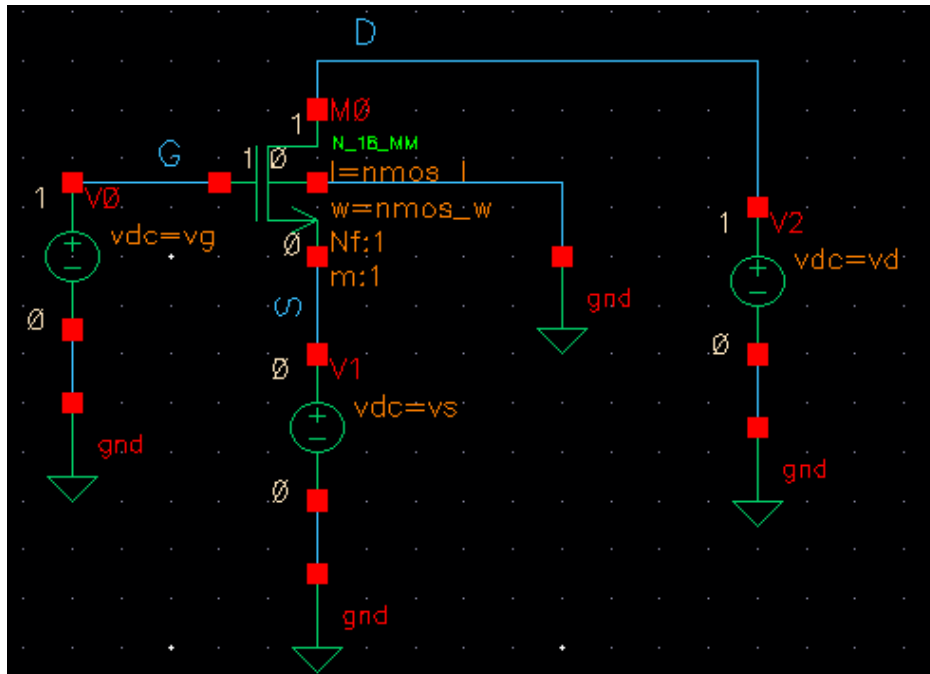 D
M0
1
N_18_MM
G
1
0
l=nmos_l
1
V0
w=nmos_w
1
V2
vdc=vg
0
Nf:1
vdc=vd
m:1
gnd
S
0
0
0
V1
vdc=vs
gnd
gnd
0
gnd